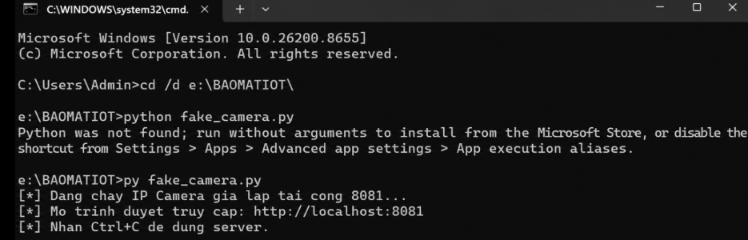 C:\WINDOWS\system32\cmd.
Microsoft Windows [Version 10.0.26200.8655]
(c) Microsoft Corporation. All rights reserved.
C:\Users\Admin>cd /d e:\BAOMATIOT\
e:\BAOMATIOT>python fake_camera.py
Python was not found; run without arguments to install from the Microsoft Store, or disable the
shortcut from Settings > Apps > Advanced app settings > App execution aliases.
e:\BAOMATIOT>py fake_camera.py
[*] Dang chay IP Camera gia lap tai cong 8081...
[*] Mo trinh duyet truy cap: http://localhost:8081
[*] Nhan Ctrl+C de dung server.